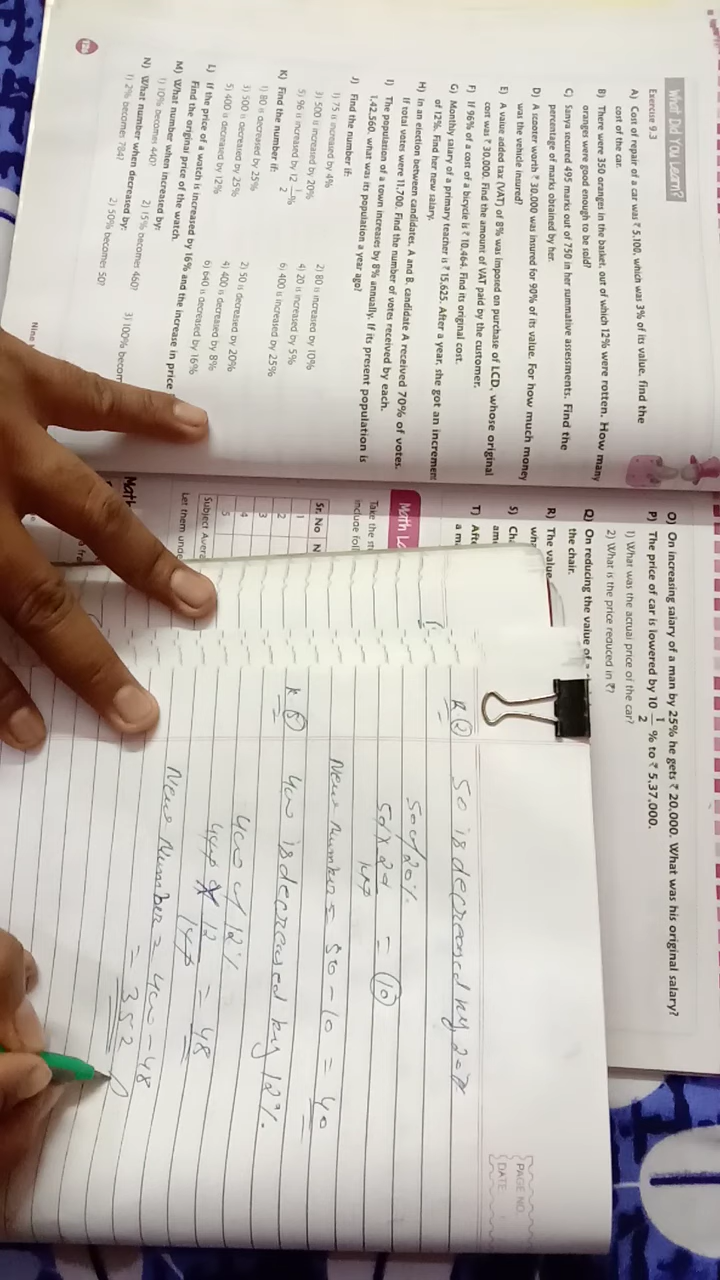 What Did You Learn?
Exercise 9.3
A) Cost of repair of a car was ₹ 5,100, which was 3% of its value, find the
cost of the car.
B) There were 350 oranges in the basket, out of which 12% were rotten. How many
oranges were good enough to be sold?
C) Sanya secured 495 marks out of 750 in her summative assessments. Find the
percentage of marks obtained by her.
D) A scooter worth ₹ 30,000 was insured for 90% of its value. For how much money
was the vehicle insured?
E) A value added tax (VAT) of 8% was imposed on purchase of LCD, whose original
cost was ₹ 30,000. Find the amount of VAT paid by the customer.
F) If 96% of a cost of a bicycle is ₹ 10,464. Find its original cost.
G) Monthly salary of a primary teacher is ₹ 15,625. After a year, she got an increment
of 12%. Find her new salary.
H) In an election between candidates, A and B, candidate A received 70% of votes.
If total votes were 11,700. Find the number of votes received by each.
I) The population of a town increases by 8% annually. If its present population is
1,42,560, what was its population a year ago?
J) Find the number if:
1) 75 is increased by 4% 2) 80 is increased by 10%
3) 500 is increased by 20% 4) 20 is increased by 5%
5) 96 is increased by 12 1/2 % 6) 400 is increased by 25%
K) Find the number if:
1) 80 is decreased by 25% 2) 50 is decreased by 20%
3) 500 is decreased by 25% 4) 400 is decreased by 8%
5) 400 is decreased by 12% 6) 640 is decreased by 16%
L) If the price of a watch is increased by 16% and the increase in price
Find the original price of the watch.
M) What number when increased by:
1) 10% becomes 440? 2) 15% becomes 460? 3) 100% becom
N) What number when decreased by:
1) 2% becomes 784? 2) 50% becomes 50?
Nine
O) On increasing salary of a man by 25% he gets ₹ 20,000. What was his original salary?
P) The price of car is lowered by 10 1/2 % to ₹ 5,37,000.
1) What was the actual price of the car?
2) What is the price reduced in ₹?
Q) On reducing the value of
the chair.
R) The value
wha
S) Ch
am
T) Afte
a m
Math La
Take the st
include foll
Sr. No N
1
2
3
4
5
Subject Avera
Let them unde
Math
PAGE NO.
DATE
K (2) 50 is decreased by 20%
50 of 20%
50 x 20 / 100 = 10
New Number = 50 - 10 = 40
K (5) 400 is decreased by 12%.
400 of 12%
400 x 12 / 100 = 48
New Number = 400 - 48
= 352